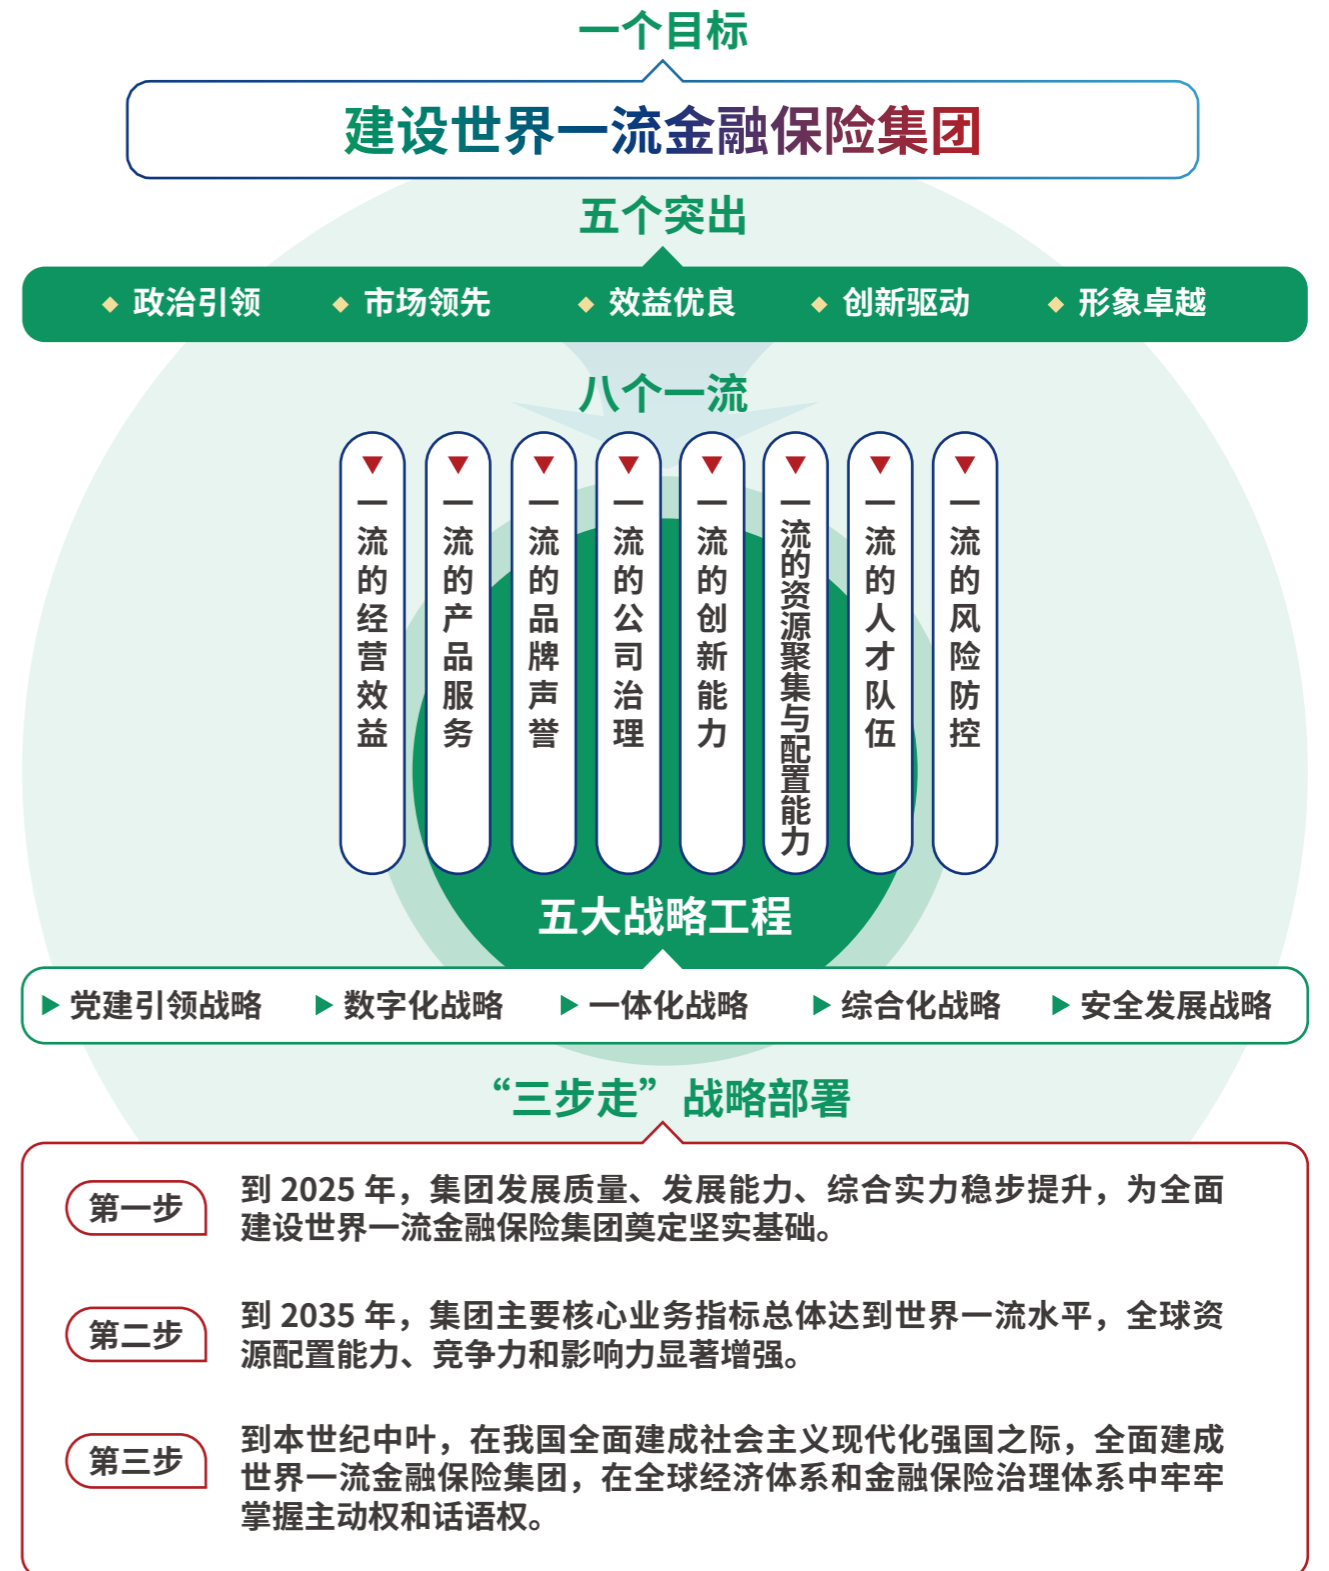 一个目标
建设世界一流金融保险集团
五个突出
政治引领 市场领先 效益优良 创新驱动 形象卓越
八个一流
一流的经营效益
一流的产品服务
一流的品牌声誉
一流的公司治理
一流的创新能力
一流的资源聚集与配置能力
一流的人才队伍
一流的风险防控
五大战略工程
党建引领战略 数字化战略 一体化战略 综合化战略 安全发展战略
“三步走”战略部署
第一步
到 2025 年，集团发展质量、发展能力、综合实力稳步提升，为全面
建设世界一流金融保险集团奠定坚实基础。
第二步
到 2035 年，集团主要核心业务指标总体达到世界一流水平，全球资
源配置能力、竞争力和影响力显著增强。
第三步
到本世纪中叶，在我国全面建成社会主义现代化强国之际，全面建成
世界一流金融保险集团，在全球经济体系和金融保险治理体系中牢牢
掌握主动权和话语权。